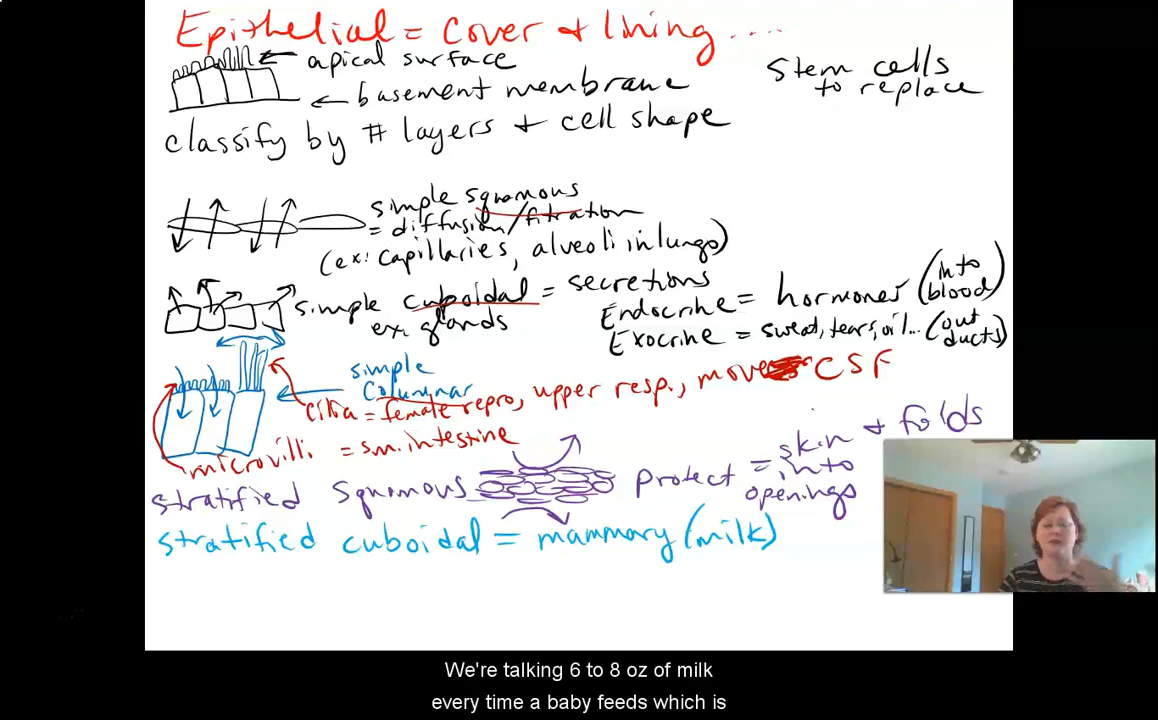 Epithelial = cover & lining ....
← apical surface
← basement membrane
Stem cells
to replace
classify by # layers + cell shape
simple squamous
= diffusion/fitration
(ex: capillaries, alveoli in lungs)
simple cuboidal = secretions
ex: glands
Endocrine = hormones (into
blood)
Exocrine = sweat, tears, oil... (out
ducts)
simple
Columnar
cilia = female repro, upper resp., move CSF
microvilli = sm. intestine
stratified squamous protect = skin & folds
into
openings
stratified cuboidal = mammary (milk)
We're talking 6 to 8 oz of milk
every time a baby feeds which is